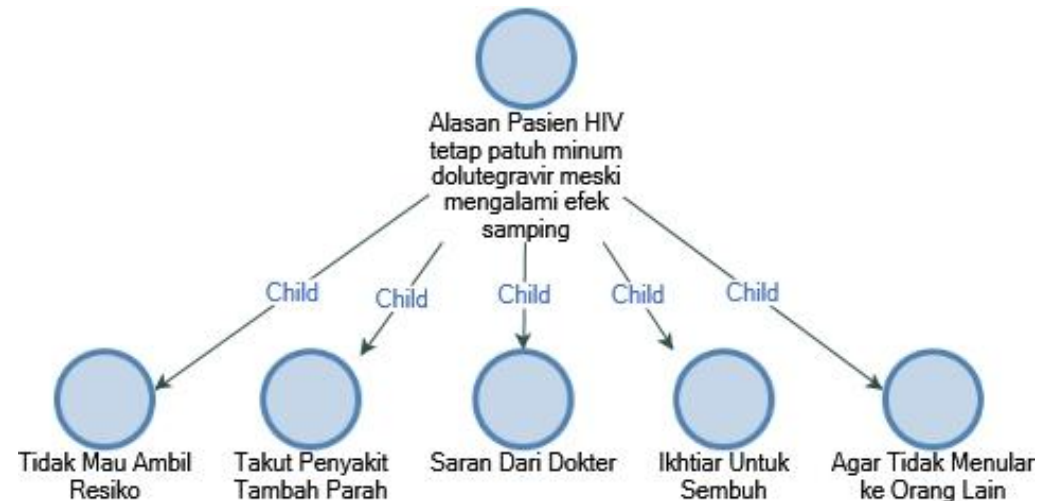 Alasan Pasien HIV
tetap patuh minum
dolutegravir meski
mengalami efek
samping
Child
Child
Child
Child
Child
Tidak Mau Ambil
Resiko
Takut Penyakit
Tambah Parah
Saran Dari Dokter
Ikhtiar Untuk
Sembuh
Agar Tidak Menular
ke Orang Lain